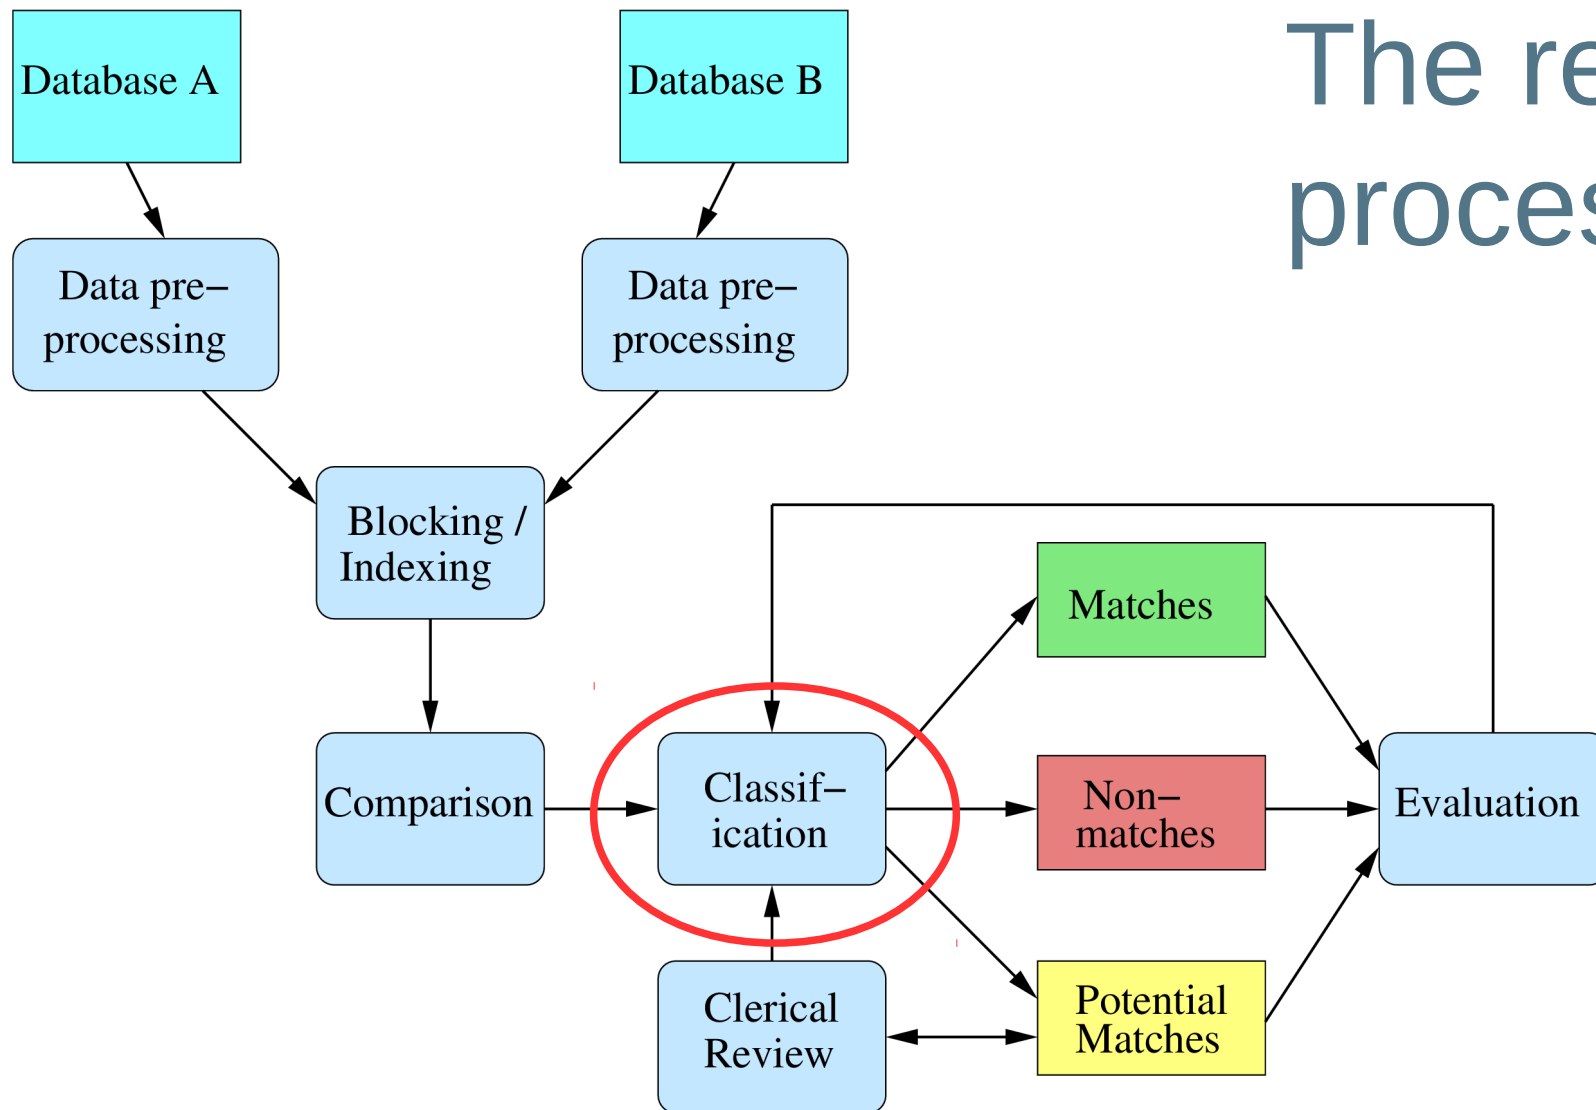 The re
proces
Database A
Database B
Data pre–
processing
Data pre–
processing
Blocking /
Indexing
Matches
Comparison
Classif–
ication
Non–
matches
Evaluation
Clerical
Review
Potential
Matches